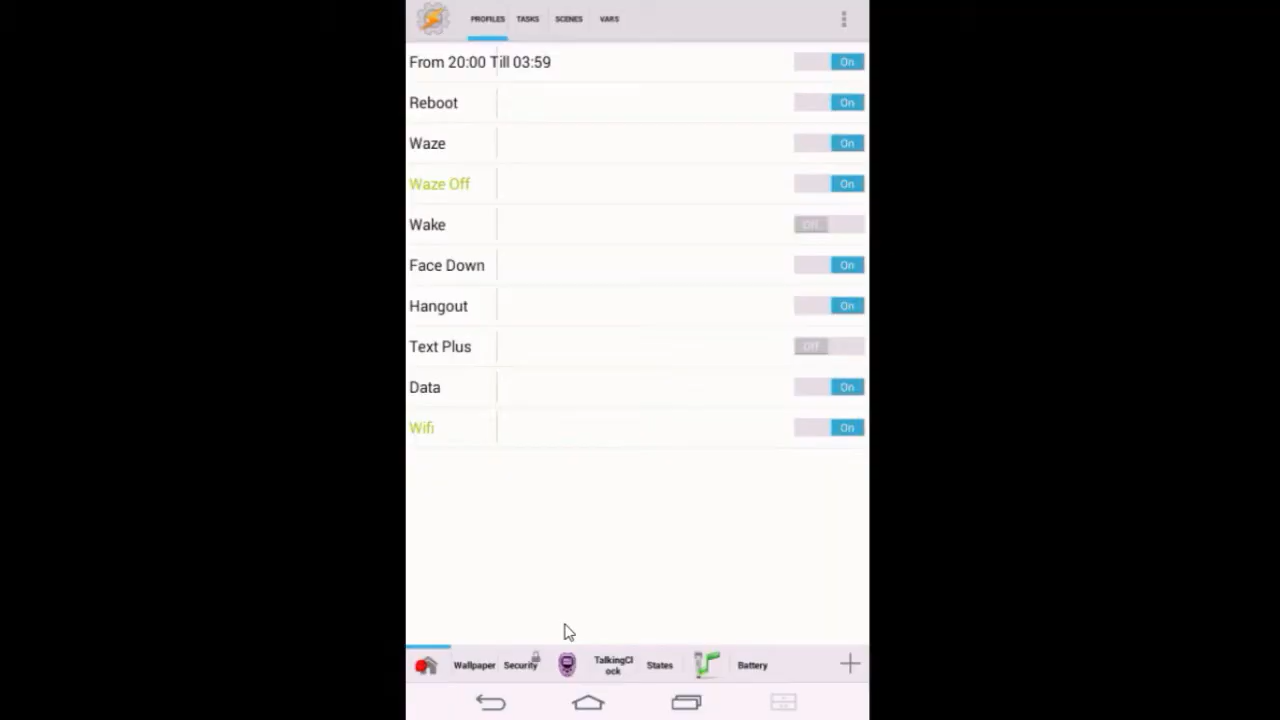 PROFILES TASKS SCENES VARS
From 20:00 Till 03:59 On
Reboot On
Waze On
Waze Off On
Wake Off
Face Down On
Hangout On
Text Plus Off
Data On
Wifi On
Wallpaper Security TalkingCl
ock States Battery